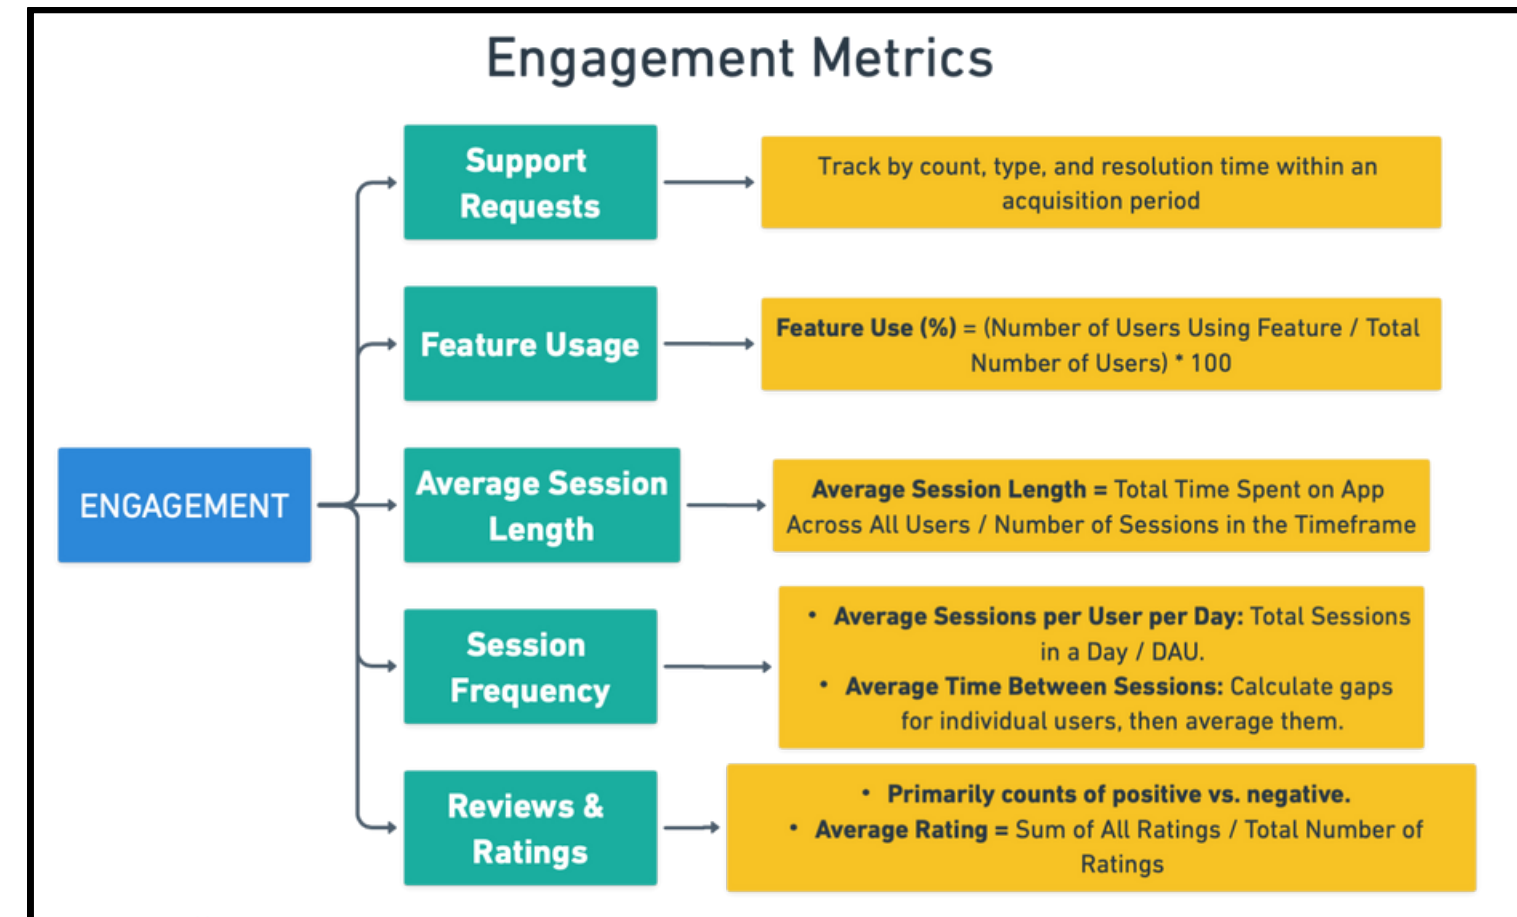 Engagement Metrics
Support
Requests
Track by count, type, and resolution time within an
acquisition period
Feature Usage
Feature Use (%) = (Number of Users Using Feature / Total
Number of Users) * 100
ENGAGEMENT
Average Session
Length
Average Session Length = Total Time Spent on App
Across All Users / Number of Sessions in the Timeframe
Session
Frequency
• Average Sessions per User per Day: Total Sessions
in a Day / DAU.
• Average Time Between Sessions: Calculate gaps
for individual users, then average them.
Reviews &
Ratings
• Primarily counts of positive vs. negative.
• Average Rating = Sum of All Ratings / Total Number of
Ratings